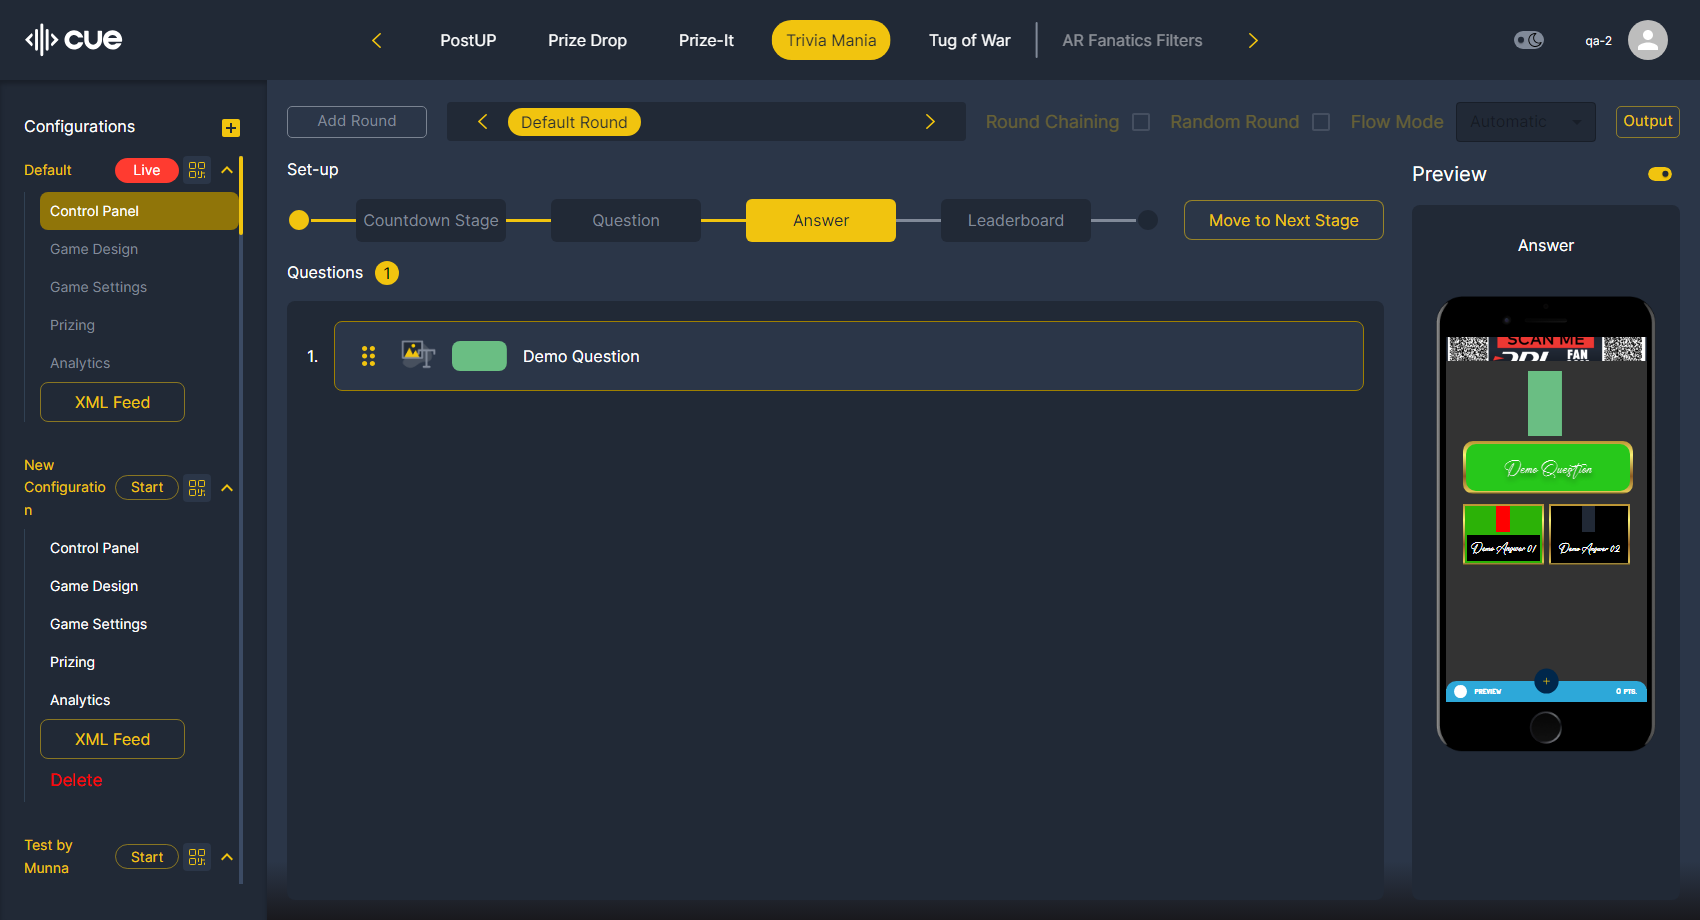 cue
PostUP
Prize Drop
Prize-It
Trivia Mania
Tug of War
AR Fanatics Filters
qa-2
Configurations
Default
Live
Control Panel
Game Design
Game Settings
Prizing
Analytics
XML Feed
New
Configuratio
n
Start
Control Panel
Game Design
Game Settings
Prizing
Analytics
XML Feed
Delete
Test by
Munna
Start
Add Round
Default Round
Round Chaining
Random Round
Flow Mode
Automatic
Output
Set-up
Countdown Stage
Question
Answer
Leaderboard
Move to Next Stage
Questions
1
1.
Demo Question
Preview
Answer
SCAN ME
FAN
Demo Question
Demo Answer 01
Demo Answer 02
PREVIEW
0 PTS.